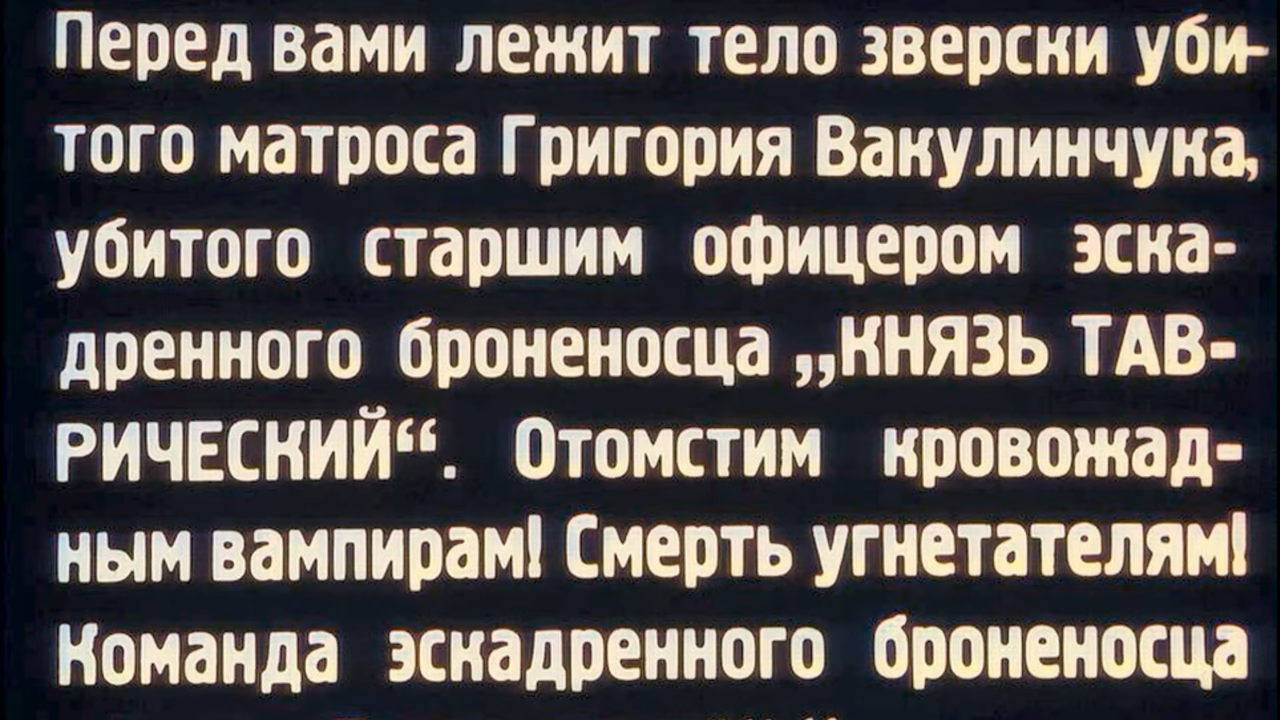 Перед вами лежит тело зверски уби-
того матроса Григория Вакулинчука,
убитого старшим офицером эска-
дренного броненосца „КНЯЗЬ ТАВ-
РИЧЕСКИЙ“. Отомстим кровожад-
ным вампирам! Смерть угнетателям!
Команда эскадренного броненосца